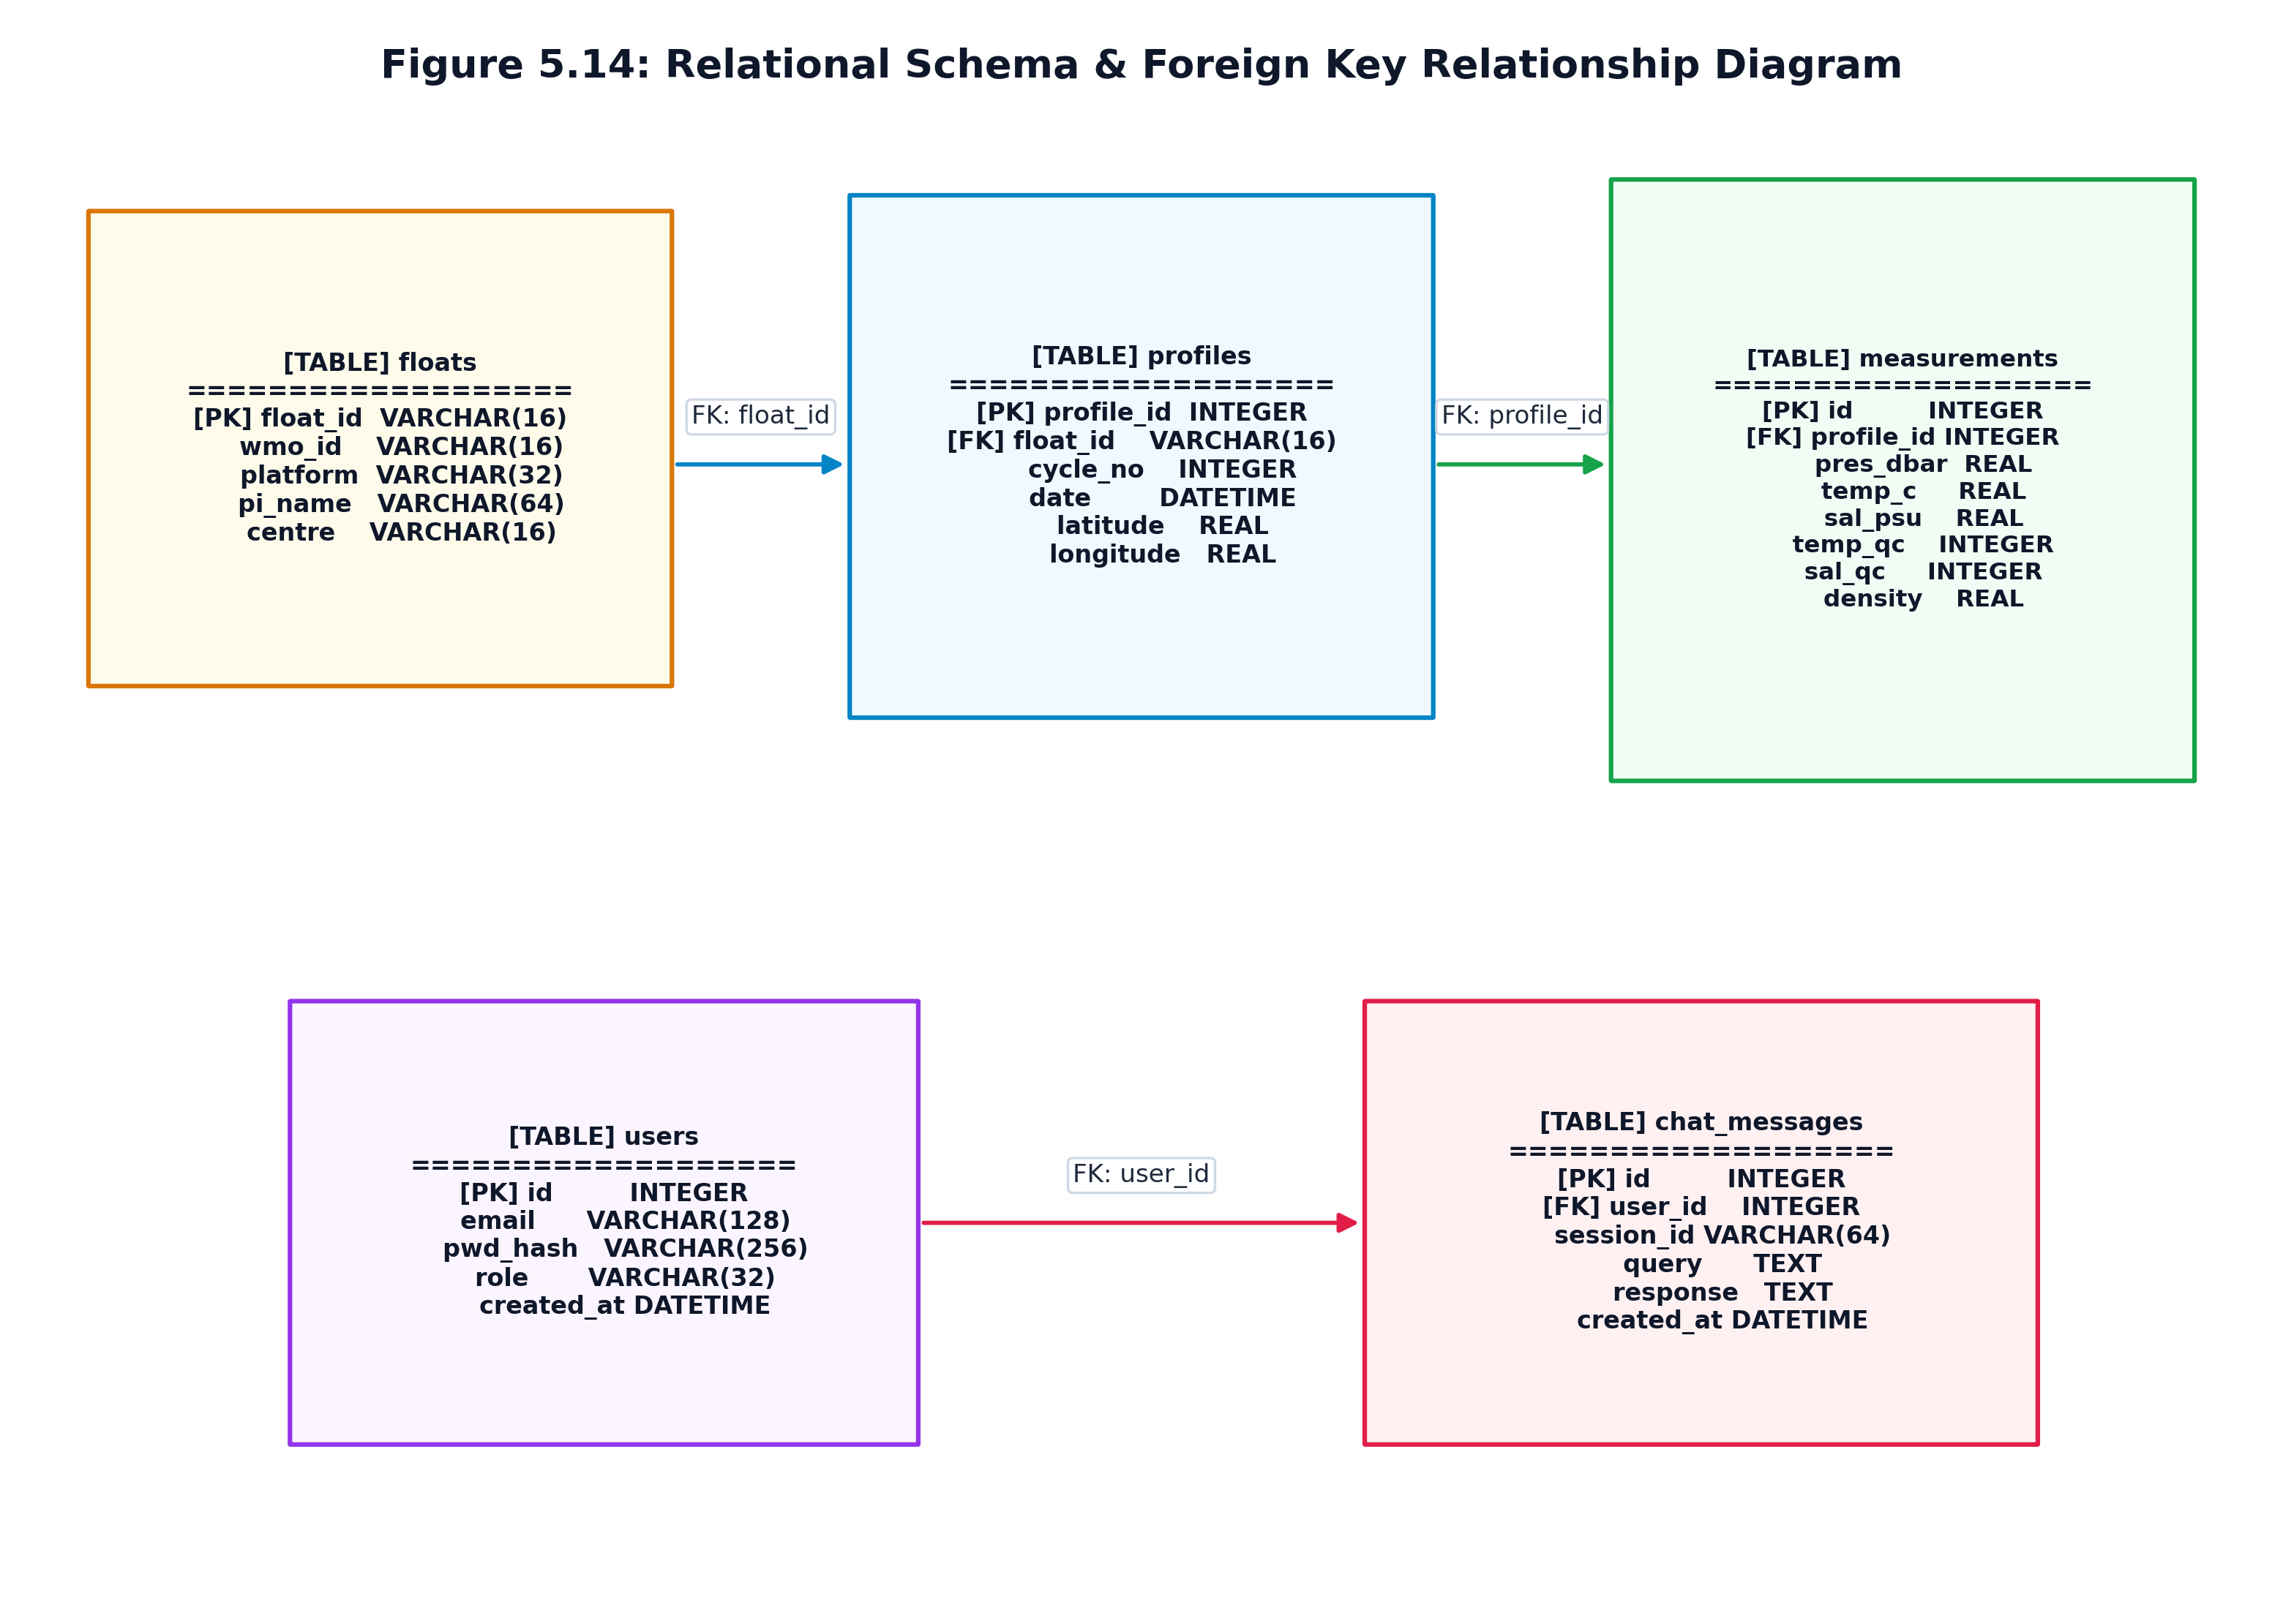 Figure 5.14: Relational Schema & Foreign Key Relationship Diagram
[TABLE] floats
===================
[PK] float_id  VARCHAR(16)
wmo_id    VARCHAR(16)
platform  VARCHAR(32)
pi_name   VARCHAR(64)
centre    VARCHAR(16)
FK: float_id
[TABLE] profiles
===================
[PK] profile_id  INTEGER
[FK] float_id    VARCHAR(16)
cycle_no    INTEGER
date        DATETIME
latitude    REAL
longitude   REAL
FK: profile_id
[TABLE] measurements
===================
[PK] id         INTEGER
[FK] profile_id INTEGER
pres_dbar  REAL
temp_c     REAL
sal_psu    REAL
temp_qc    INTEGER
sal_qc     INTEGER
density    REAL
[TABLE] users
===================
[PK] id         INTEGER
email      VARCHAR(128)
pwd_hash   VARCHAR(256)
role       VARCHAR(32)
created_at DATETIME
FK: user_id
[TABLE] chat_messages
===================
[PK] id         INTEGER
[FK] user_id    INTEGER
session_id VARCHAR(64)
query      TEXT
response   TEXT
created_at DATETIME